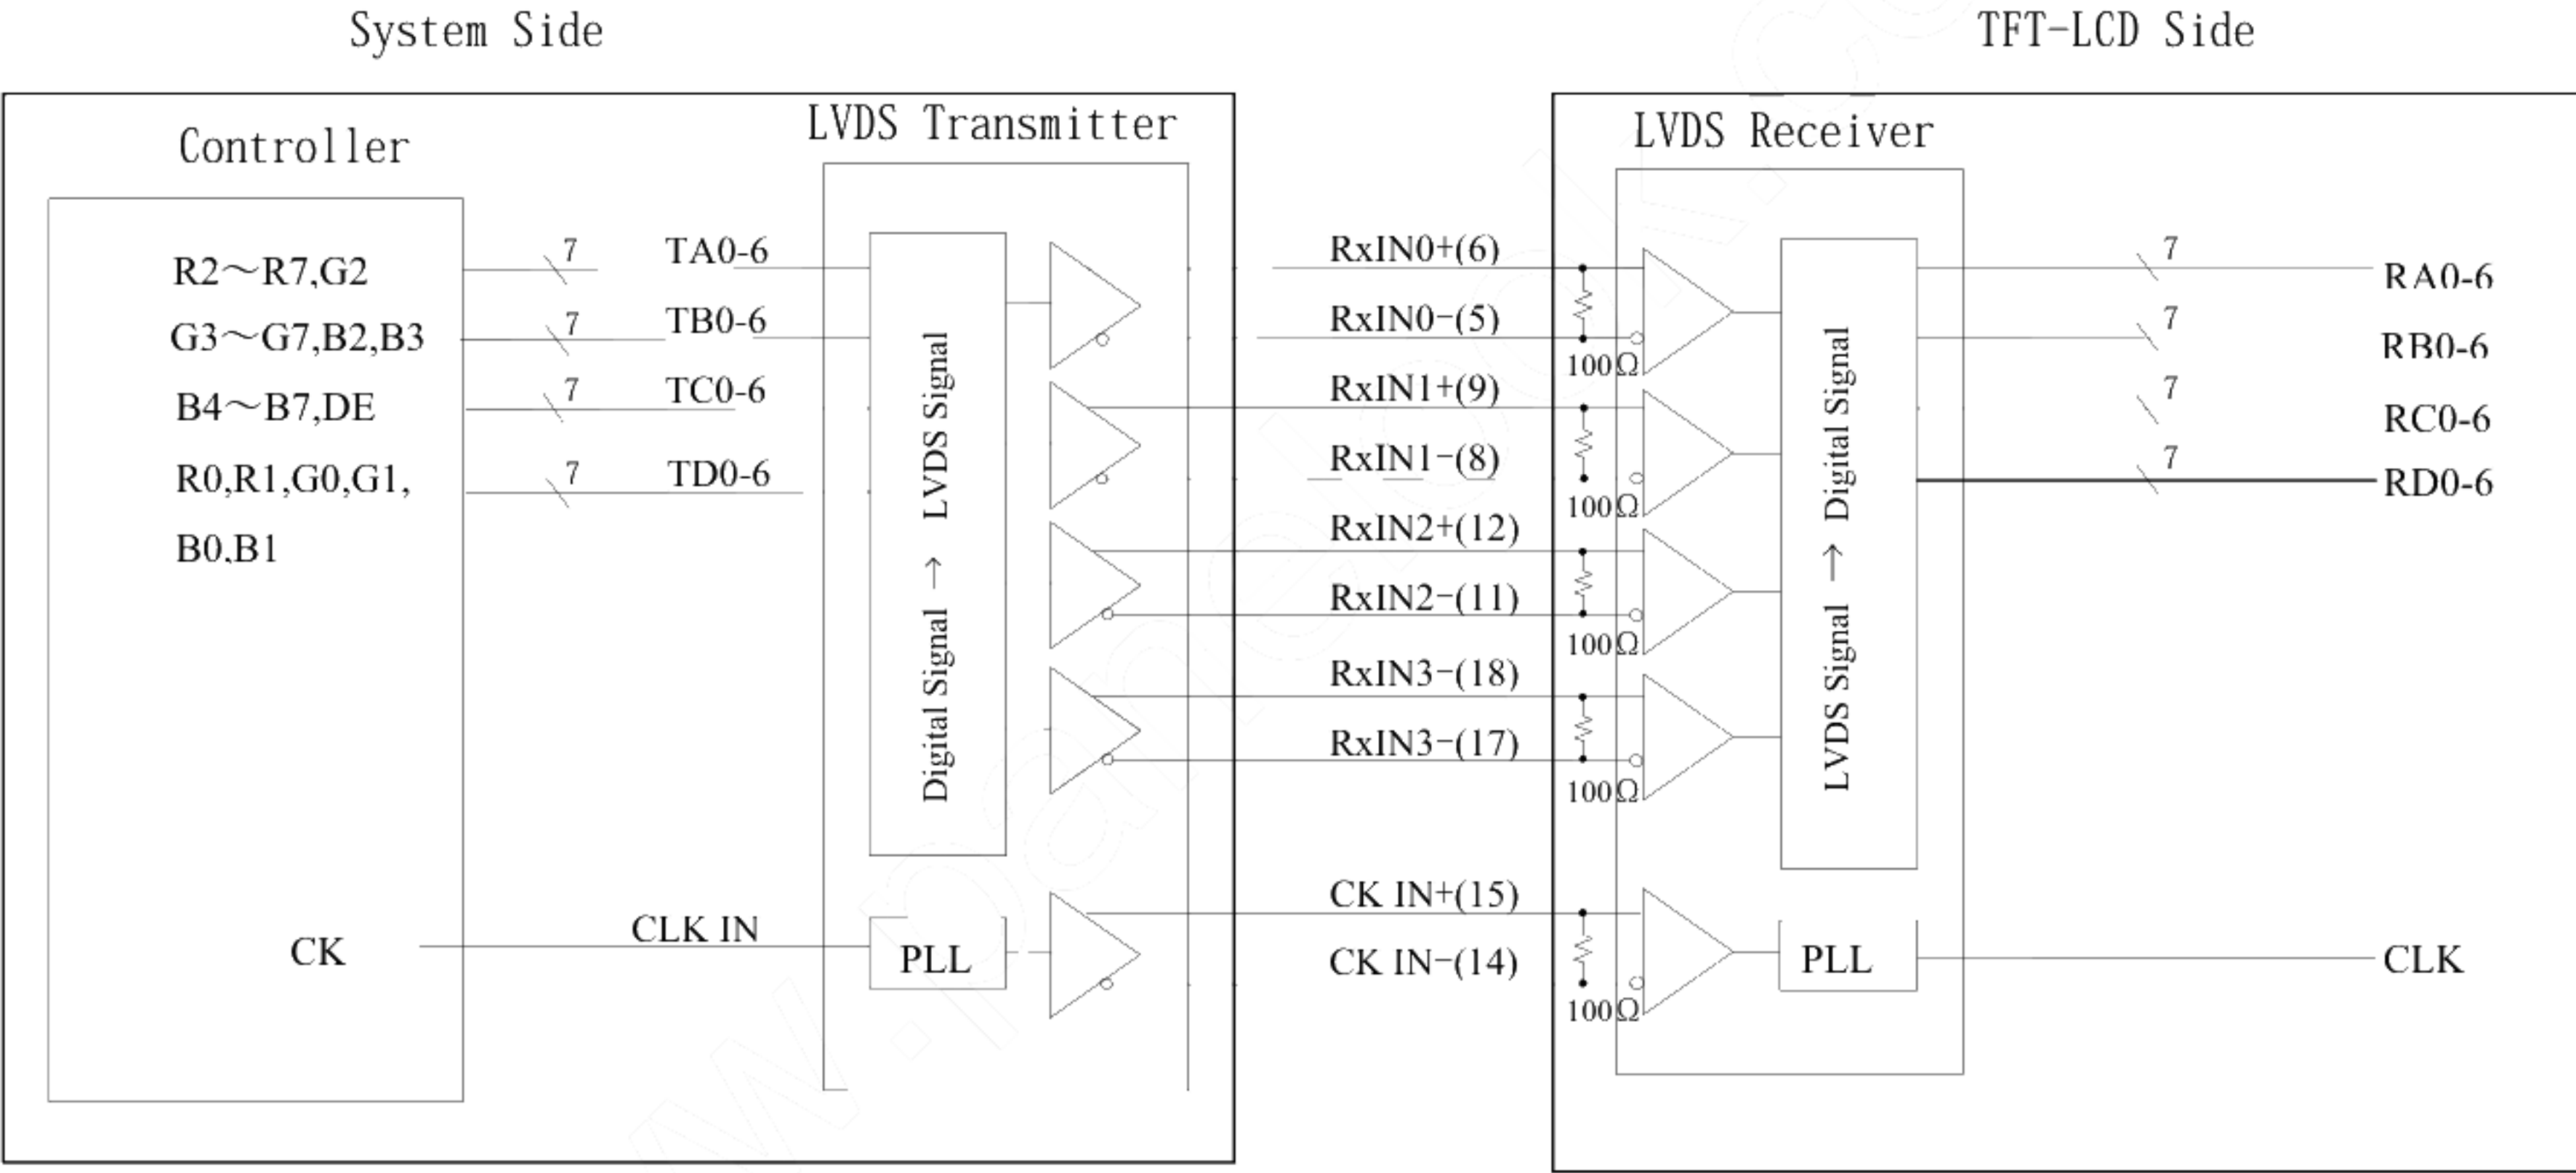 System Side
TFT-LCD Side
Controller
LVDS Transmitter
LVDS Receiver
R2～R7,G2
7
TA0-6
G3～G7,B2,B3
7
TB0-6
B4～B7,DE
7
TC0-6
R0,R1,G0,G1,
7
TD0-6
B0,B1
Digital Signal → LVDS Signal
CK
CLK IN
PLL
RxIN0+(6)
RxIN0-(5)
100Ω
RxIN1+(9)
RxIN1-(8)
100Ω
RxIN2+(12)
RxIN2-(11)
100Ω
RxIN3-(18)
RxIN3-(17)
100Ω
CK IN+(15)
CK IN-(14)
100Ω
LVDS Signal → Digital Signal
PLL
7
RA0-6
7
RB0-6
7
RC0-6
7
RD0-6
CLK